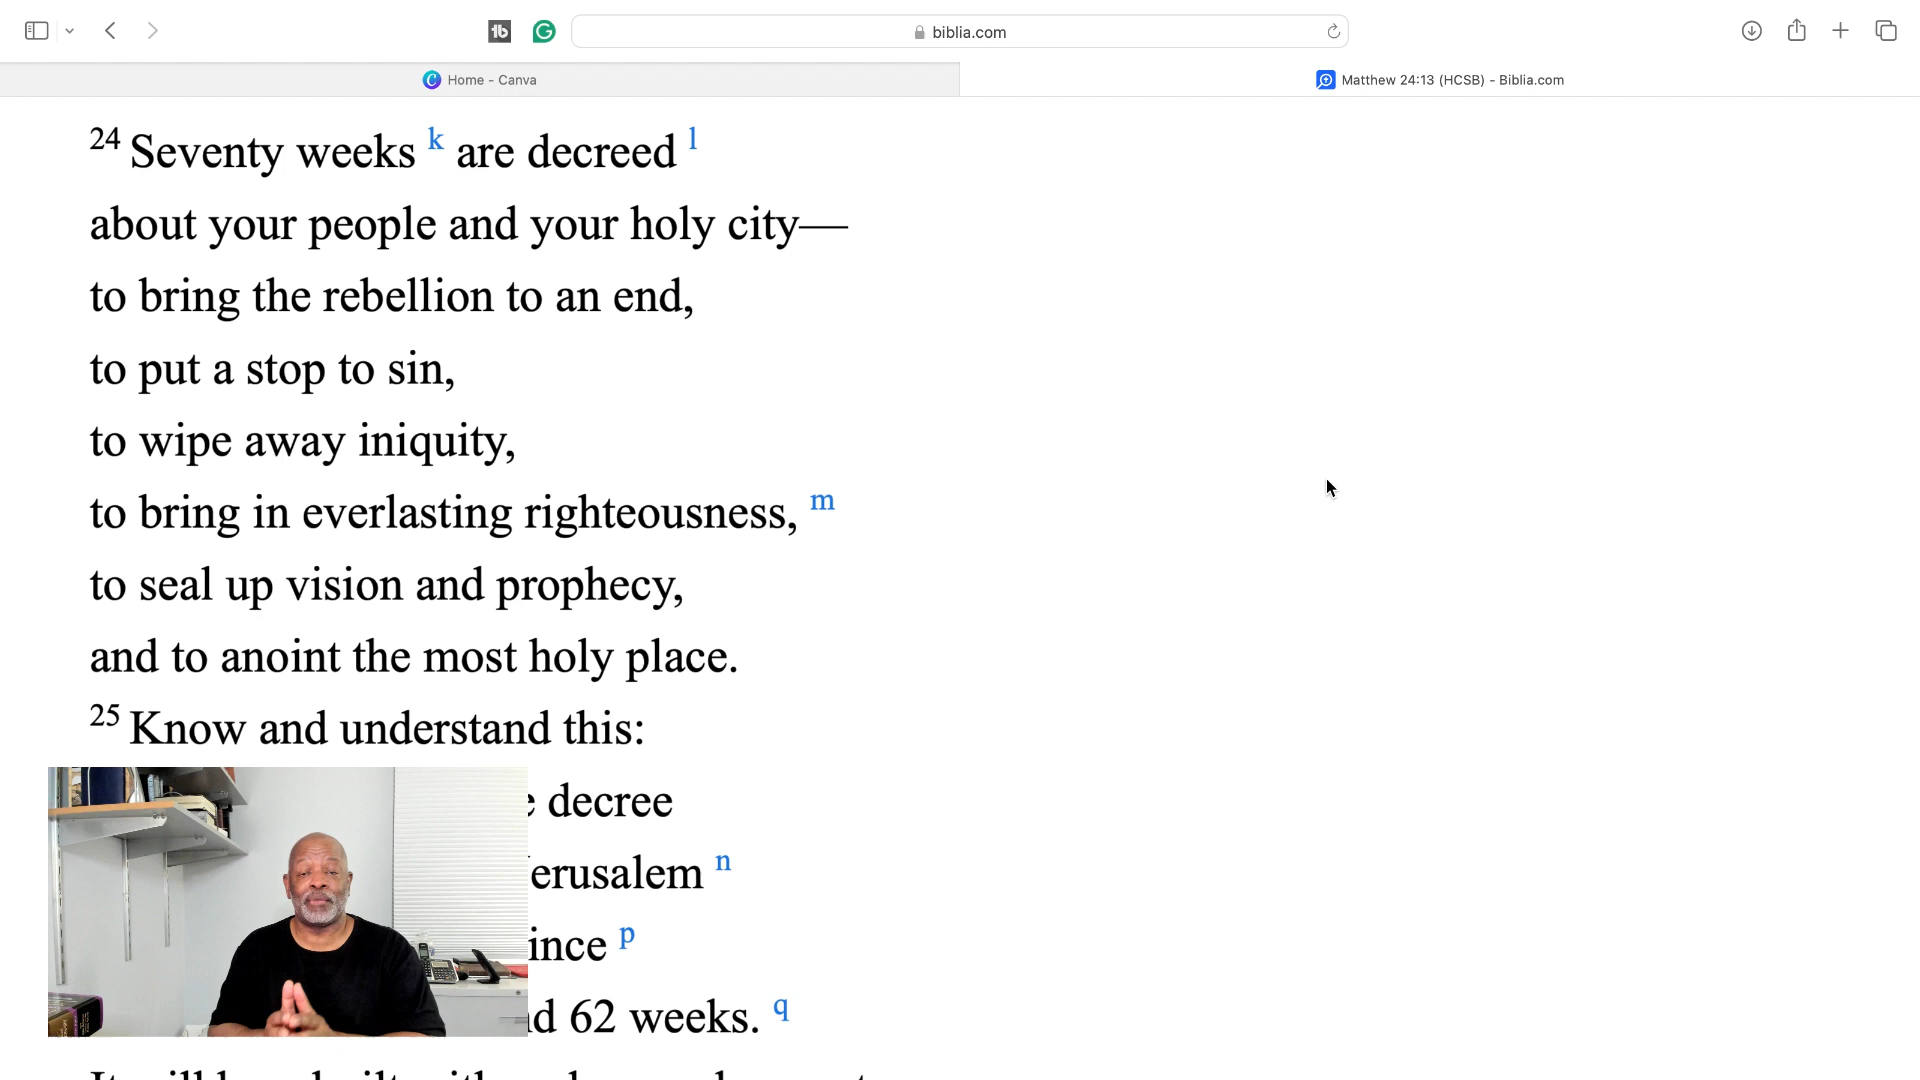 biblia.com
Home - Canva
Matthew 24:13 (HCSB) - Biblia.com
24 Seventy weeks k are decreed l
about your people and your holy city—
to bring the rebellion to an end,
to put a stop to sin,
to wipe away iniquity,
to bring in everlasting righteousness, m
to seal up vision and prophecy,
and to anoint the most holy place.
25 Know and understand this:
decree
erusalem n
ince p
62 weeks. q